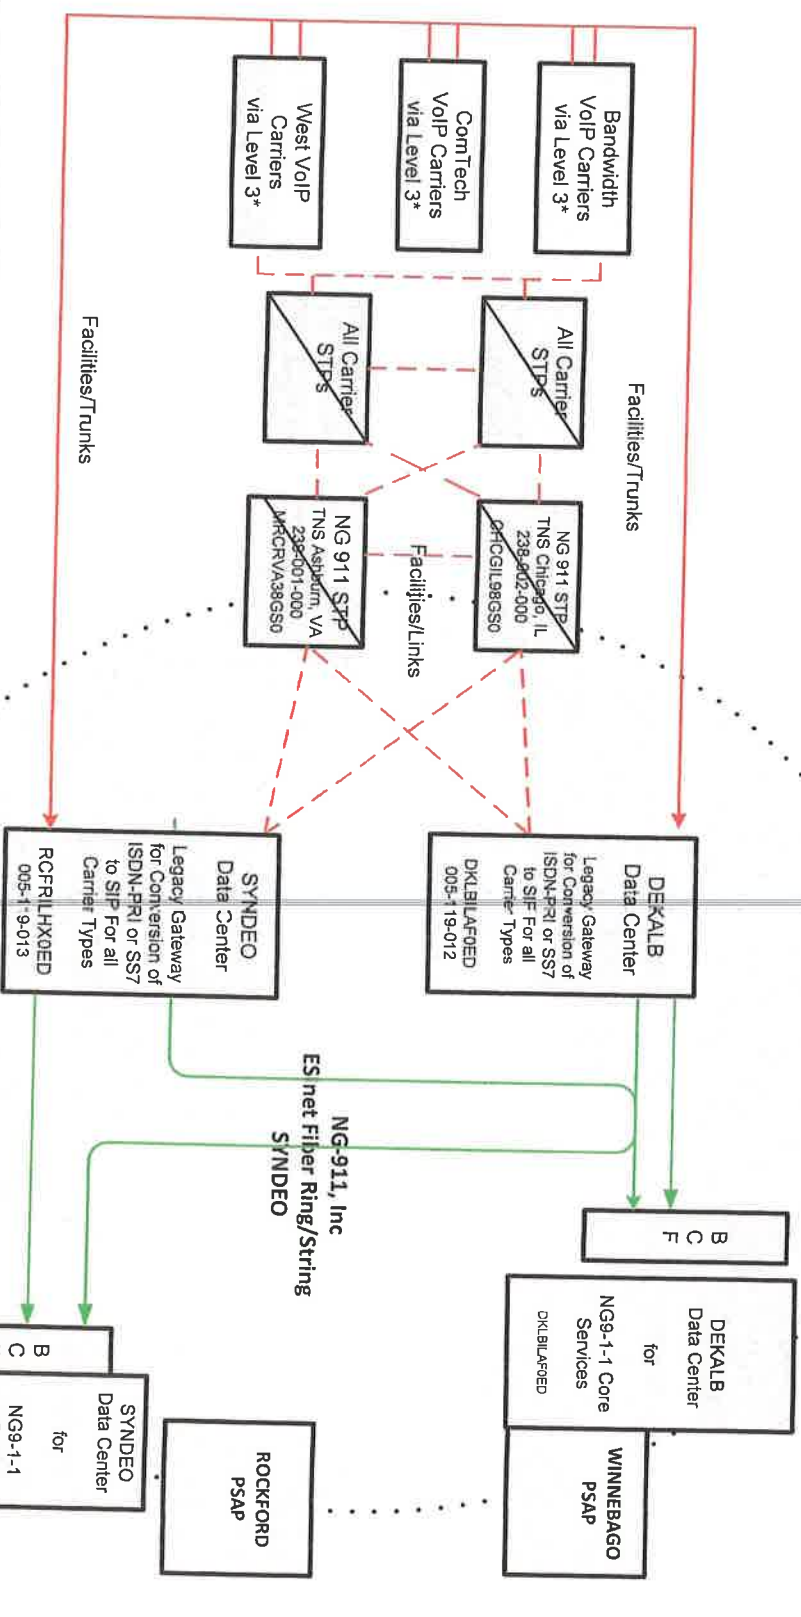 Bandwidth
VoIP Carriers
via Level 3*
ComTech
VoIP Carriers
via Level 3*
West VoIP
Carriers
via Level 3*
Facilities/Trunks
All Carrier
STPs
All Carrier
STPs
NG 911 STP
TNS Chicago, IL
238-002-000
CHCGIL98GS0
Facilities/Links
NG 911 STP
TNS Ashburn, VA
239-001-000
MRCRVA38GS0
Facilities/Trunks
DEKALB
Data Center
Legacy Gateway
for Conversion of
ISDN-PRI or SS7
to SIP For all
Carrier Types
DKLBILAF0ED
005-119-012
SYNDEO
Data Center
Legacy Gateway
for Conversion of
ISDN-PRI or SS7
to SIP For all
Carrier Types
RCFRILHX0ED
005-119-013
NG-911, Inc
ESinet Fiber Ring/String
SYNDEO
B
C
F
DEKALB
Data Center
for
NG9-1-1 Core
Services
DKLBILAF0ED
WINNEBAGO
PSAP
ROCKFORD
PSAP
B
C
SYNDEO
Data Center
for
NG9-1-1